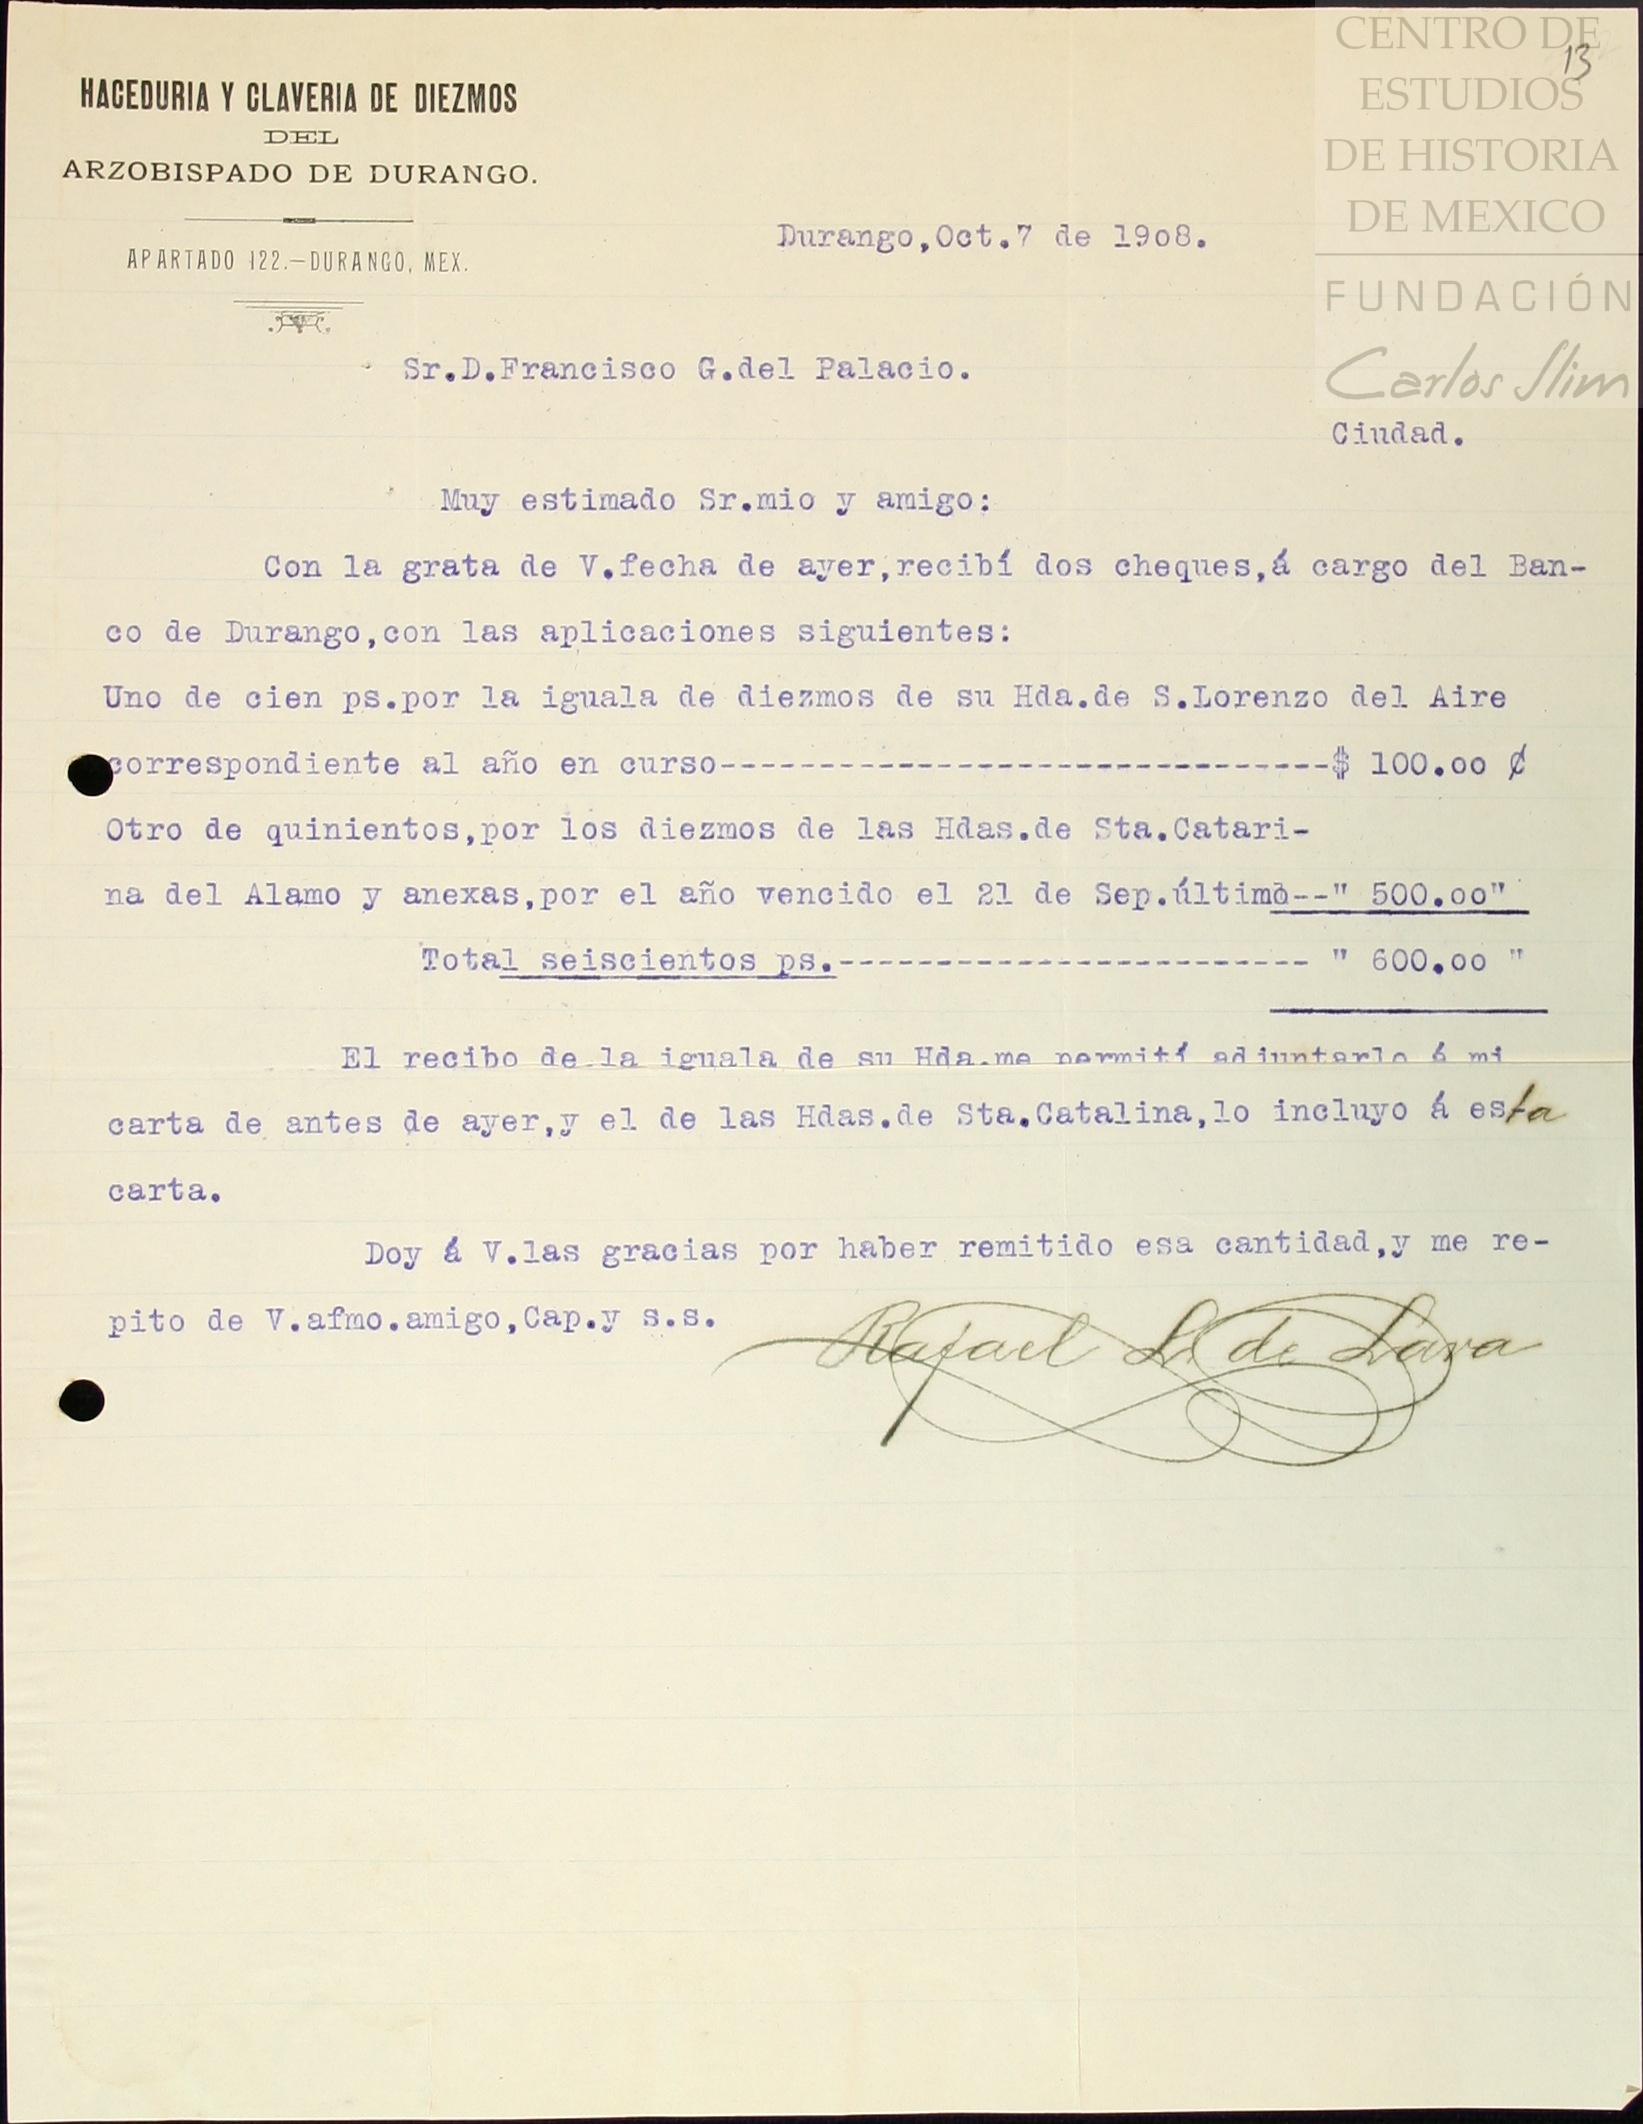 CENTRO DE
ESTUDIOS
DE HISTORIA
DE MEXICO
FUNDACIÓN
Carlos Slim
13
HACEDURIA Y CLAVERIA DE DIEZMOS
DEL
ARZOBISPADO DE DURANGO.
APARTADO 122.—DURANGO, MEX.
Durango,Oct.7 de 1908.
Sr.D.Francisco G.del Palacio.
Ciudad.
Muy estimado Sr.mio y amigo:
Con la grata de V.fecha de ayer,recibí dos cheques,á cargo del Ban-
co de Durango,con las aplicaciones siguientes:
Uno de cien ps.por la iguala de diezmos de su Hda.de S.Lorenzo del Aire
correspondiente al año en curso-------------------------------$ 100.00 ¢
Otro de quinientos,por los diezmos de las Hdas.de Sta.Catari-
na del Alamo y anexas,por el año vencido el 21 de Sep.último--" 500.00"
Total seiscientos ps.------------------------ " 600.00 "
El recibo de la iguala de su Hda.me permití adjuntarlo á mi
carta de antes de ayer,y el de las Hdas.de Sta.Catalina,lo incluyo á esta
carta.
Doy á V.las gracias por haber remitido esa cantidad,y me re-
pito de V.afmo.amigo,Cap.y s.s.
Rafael L. de Lara